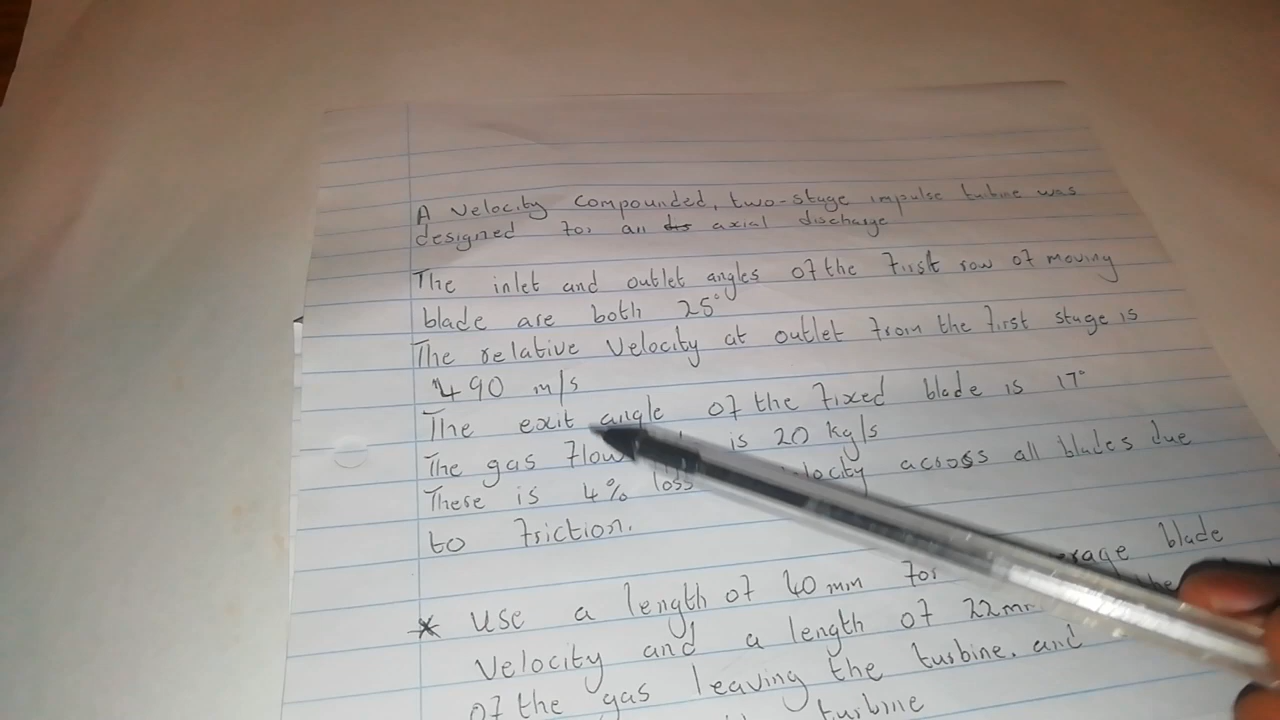 A velocity compounded, two-stage impulse turbine was
designed for an axial discharge
The inlet and outlet angles of the first row of moving
blade are both 25°
The relative velocity at outlet from the first stage is
490 m/s
The exit angle of the fixed blade is 17°
The gas flow is 20 kg/s
There is 4% loss across all blades due
to friction.
* Use a length of 40 mm for blade
velocity and a length of 22mm
of the gas leaving the turbine. and
turbine